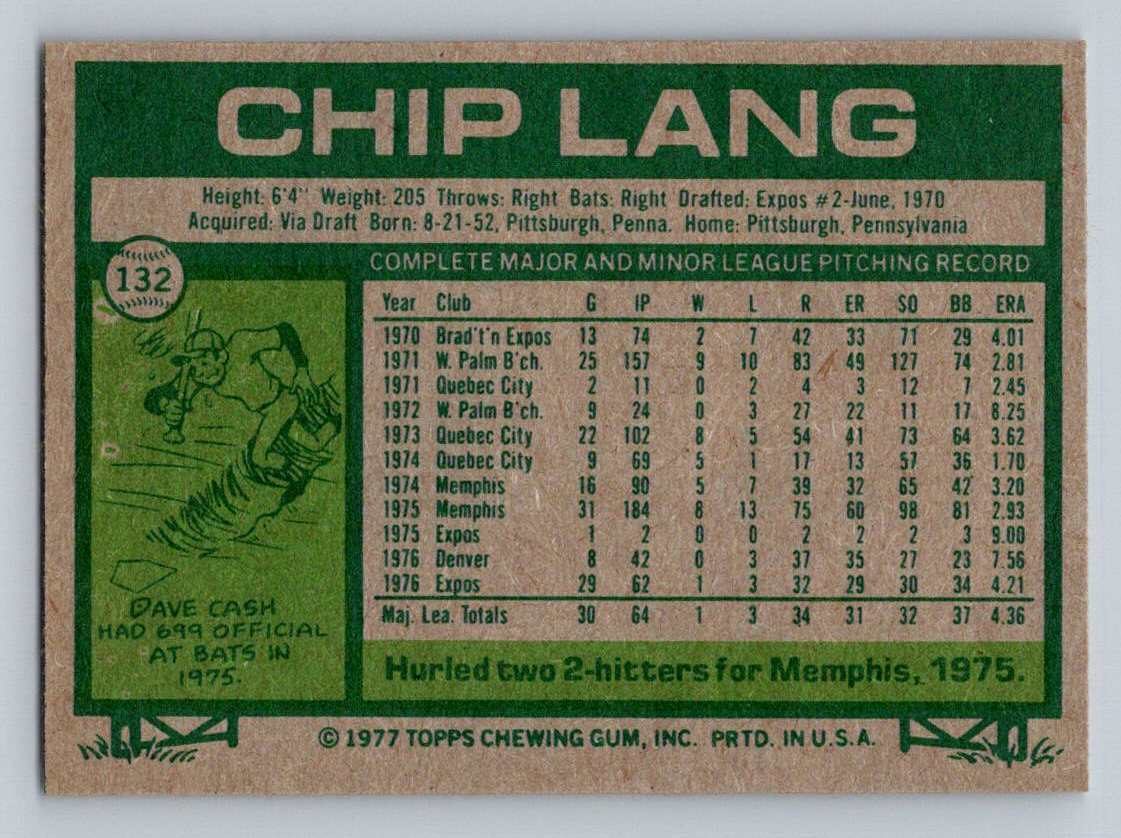 CHIP LANG
Height: 6'4" Weight: 205 Throws: Right Bats: Right Drafted: Expos #2-June, 1970
Acquired: Via Draft Born: 8-21-52, Pittsburgh, Penna. Home: Pittsburgh, Pennsylvania
132
COMPLETE MAJOR AND MINOR LEAGUE PITCHING RECORD
Year Club G IP W L R ER SO BB ERA
1970 Brad't'n Expos 13 74 2 7 42 33 71 29 4.01
1971 W. Palm B'ch. 25 157 9 10 83 49 127 74 2.81
1971 Quebec City 2 11 0 2 4 3 12 7 2.45
1972 W. Palm B'ch. 9 24 0 3 27 22 11 17 8.25
1973 Quebec City 22 102 8 5 54 41 73 64 3.62
1974 Quebec City 9 69 5 1 17 13 57 36 1.70
1974 Memphis 16 90 5 7 39 32 65 42 3.20
1975 Memphis 31 184 8 13 75 60 98 81 2.93
1975 Expos 1 2 0 0 2 2 2 3 9.00
1976 Denver 8 42 0 3 37 35 27 23 7.56
1976 Expos 29 62 1 3 32 29 30 34 4.21
Maj. Lea. Totals 30 64 1 3 34 31 32 37 4.36
DAVE CASH
HAD 699 OFFICIAL
AT BATS IN
1975.
Hurled two 2-hitters for Memphis, 1975.
© 1977 TOPPS CHEWING GUM, INC. PRTD. IN U.S.A.